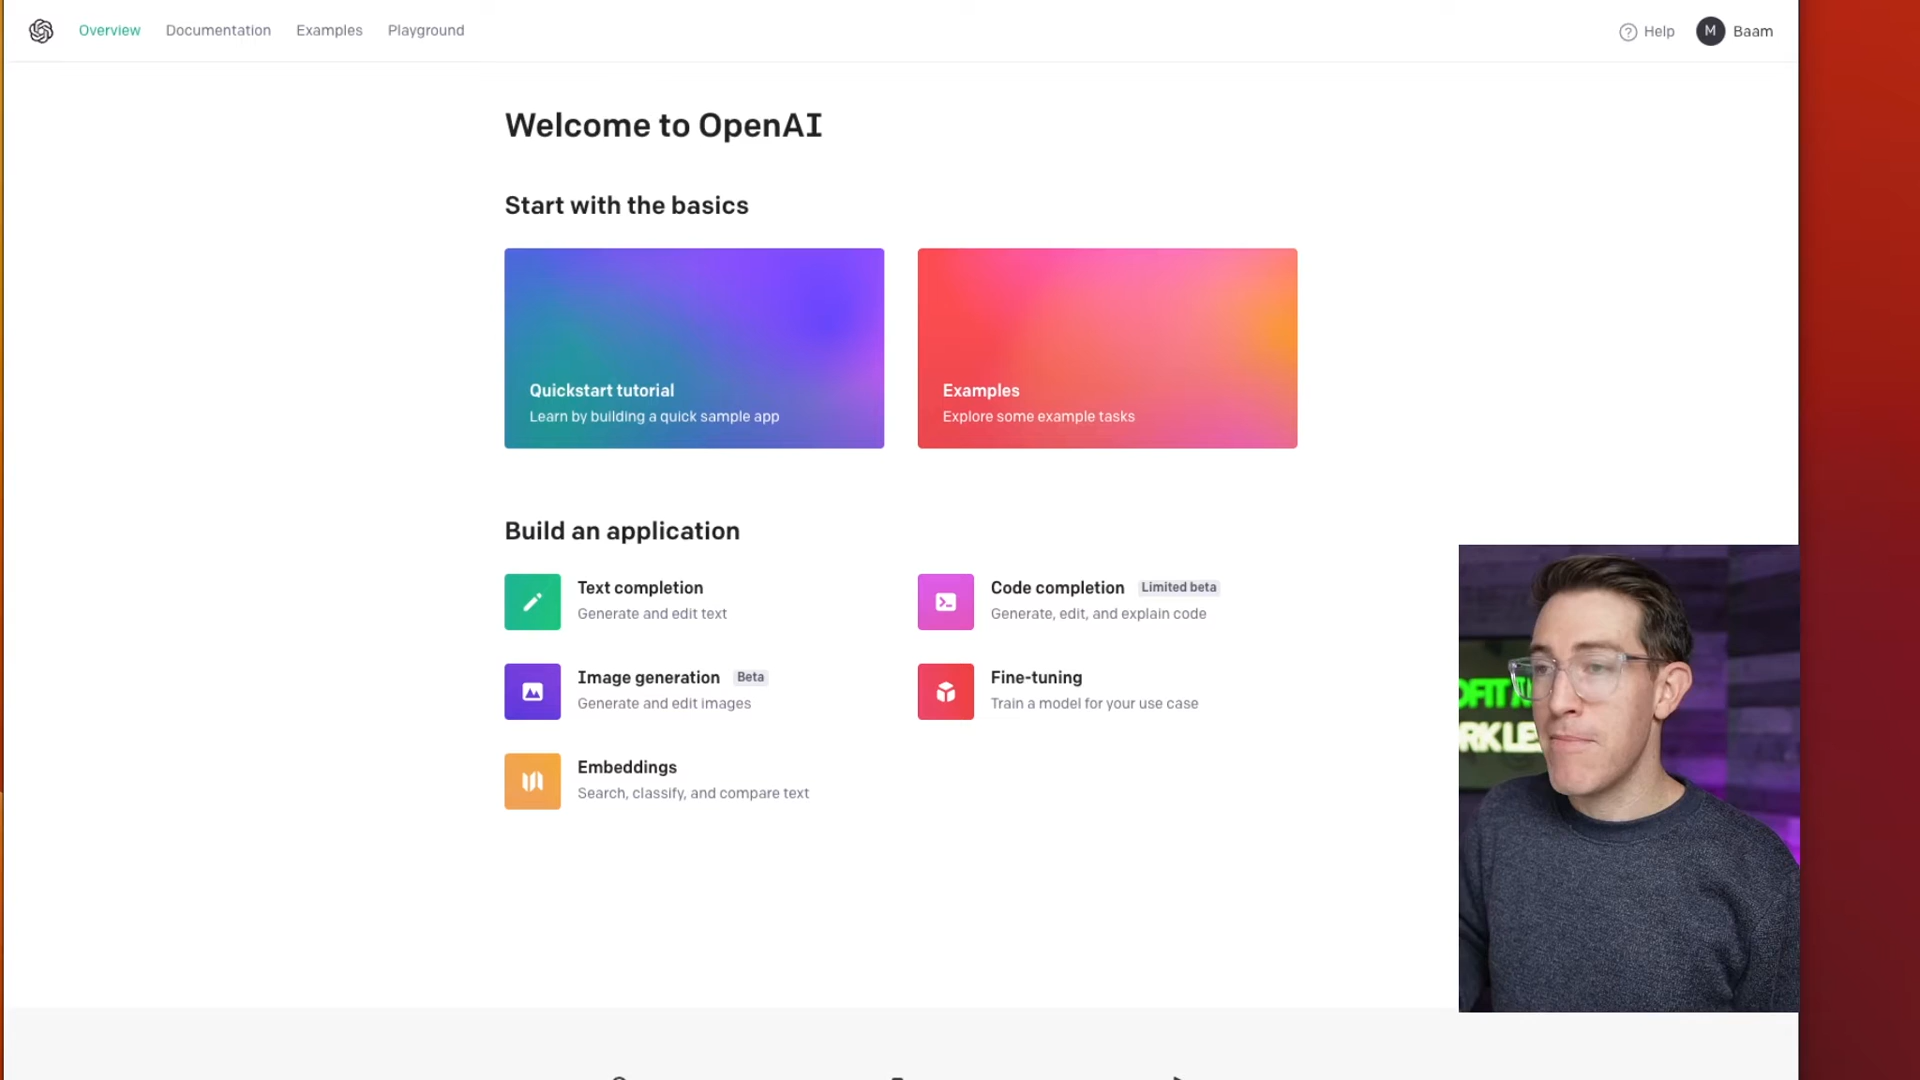 Overview Documentation Examples Playground
Help M Baam
Welcome to OpenAI
Start with the basics
Quickstart tutorial
Learn by building a quick sample app
Examples
Explore some example tasks
Build an application
Text completion
Generate and edit text
Code completion Limited beta
Generate, edit, and explain code
Image generation Beta
Generate and edit images
Fine-tuning
Train a model for your use case
Embeddings
Search, classify, and compare text